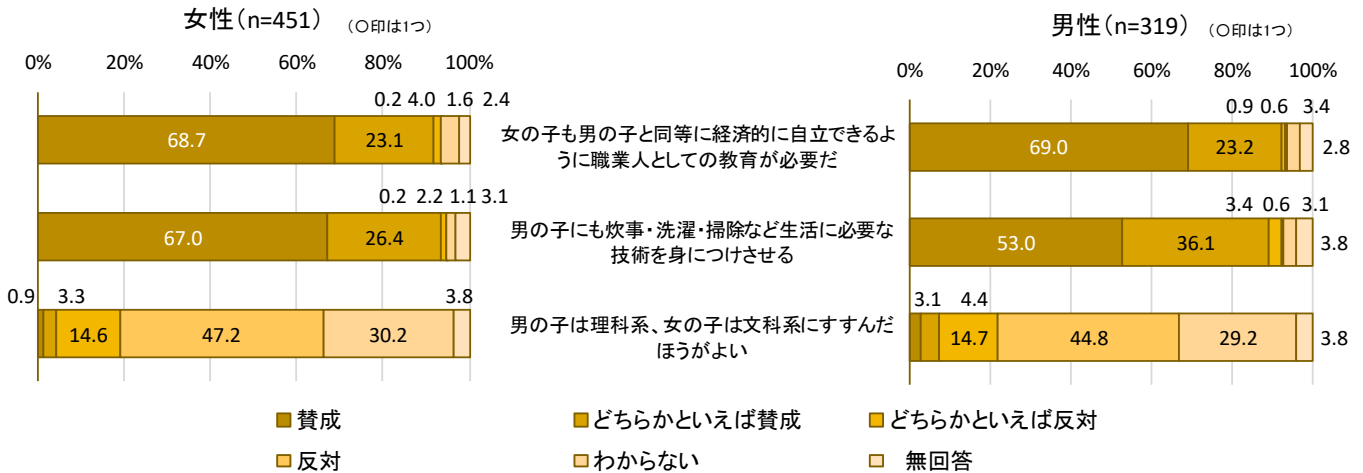 女性(n=451) (○印は1つ)
0% 20% 40% 60% 80% 100%
0.2 4.0 1.6 2.4
68.7 23.1
0.2 2.2 1.1 3.1
67.0 26.4
0.9 3.3 3.8
14.6 47.2 30.2
女の子も男の子と同等に経済的に自立できるよ
うに職業人としての教育が必要だ
男の子にも炊事・洗濯・掃除など生活に必要な
技術を身につけさせる
男の子は理科系、女の子は文科系にすすんだ
ほうがよい
男性(n=319) (○印は1つ)
0% 20% 40% 60% 80% 100%
0.9 0.6 3.4
69.0 23.2 2.8
3.4 0.6 3.1
53.0 36.1 3.8
3.1 4.4
14.7 44.8 29.2 3.8
賛成 どちらかといえば賛成 どちらかといえば反対
反対 わからない 無回答